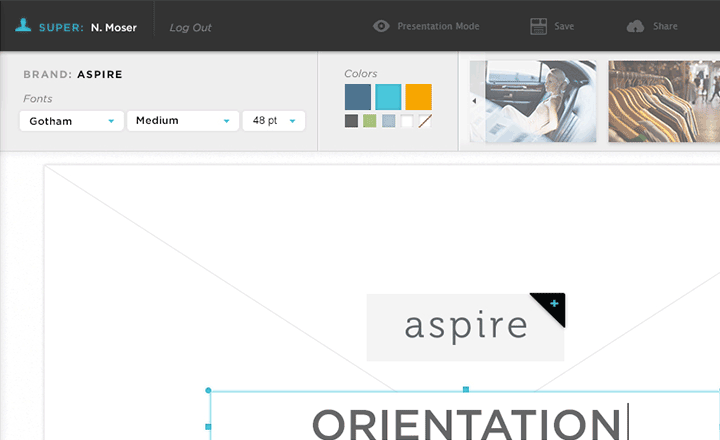 SUPER: N. Moser Log Out Presentation Mode Save Share
BRAND: ASPIRE
Fonts
Gotham Medium 48 pt
Colors
aspire
ORIENTATION